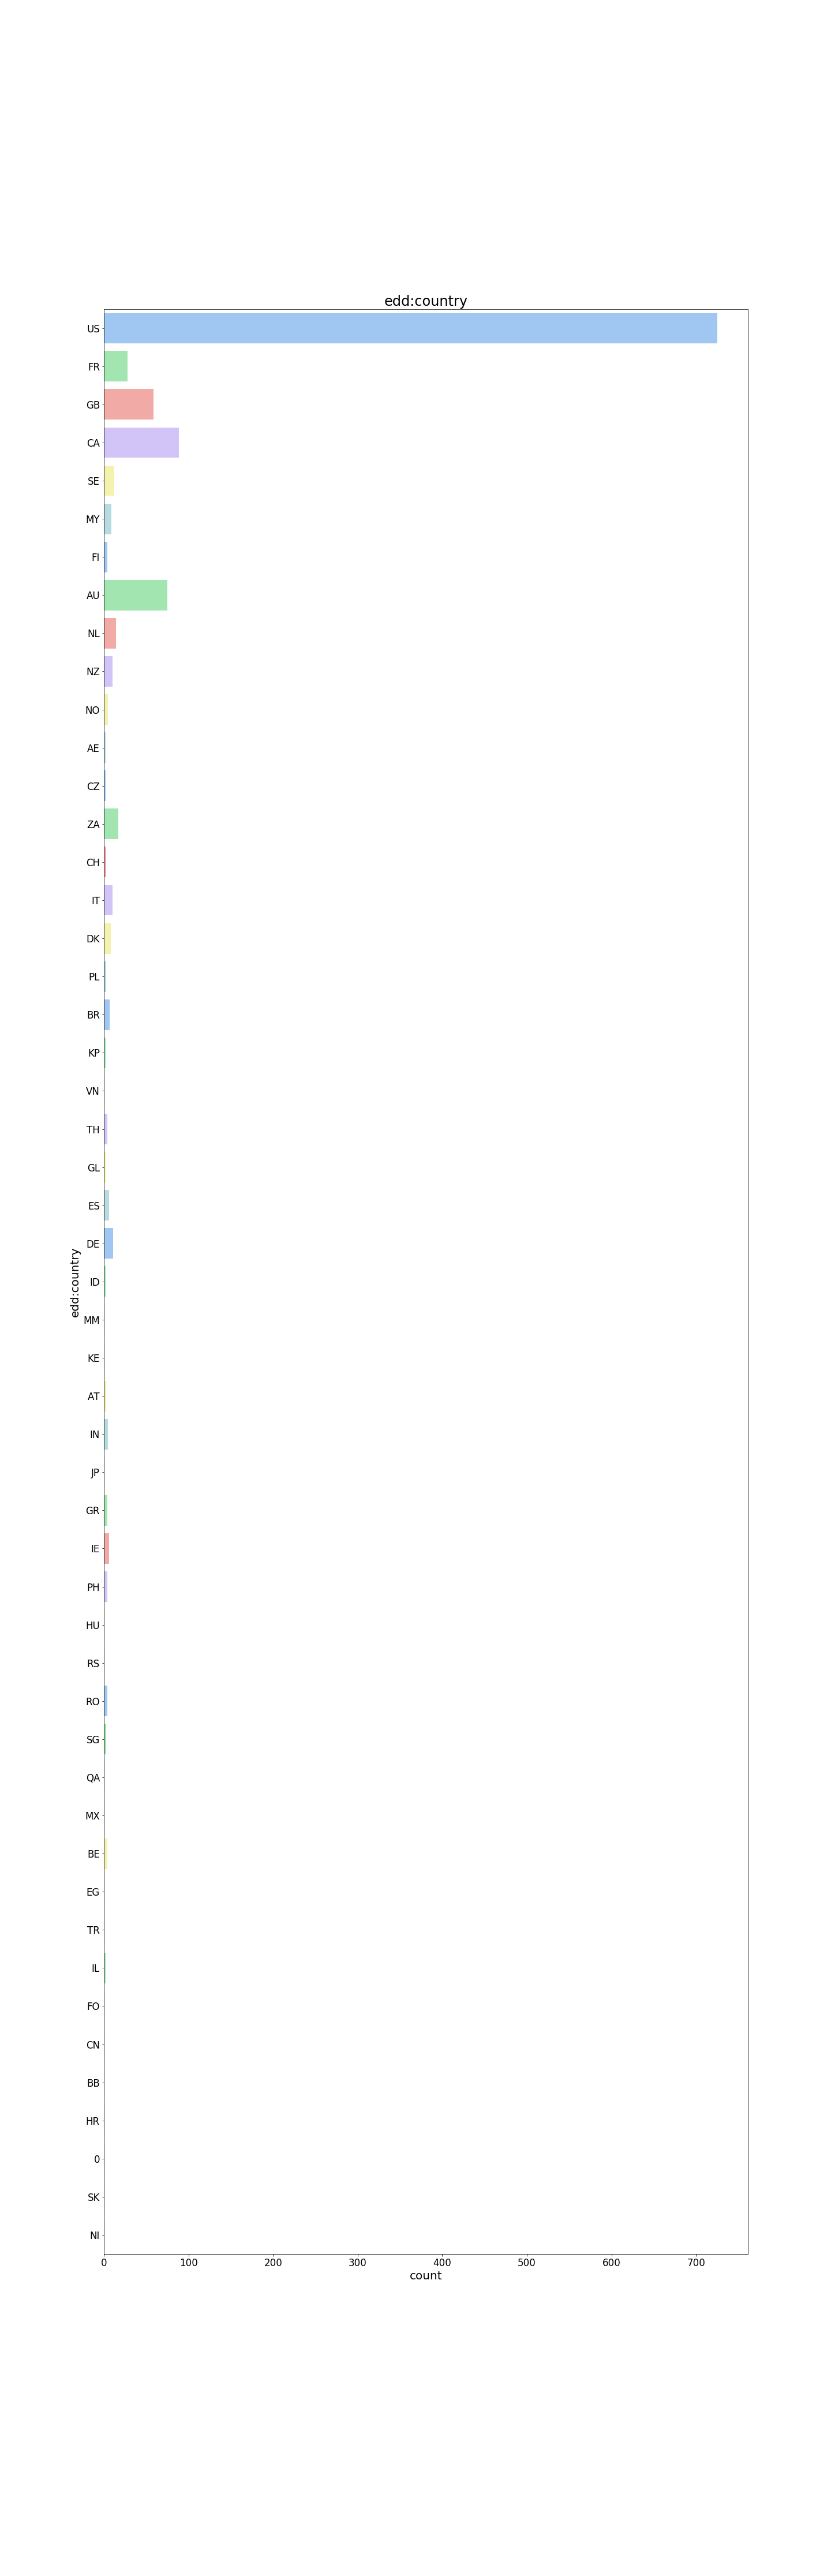 edd:country
US
FR
GB
CA
SE
MY
FI
AU
NL
NZ
NO
AE
CZ
ZA
CH
IT
DK
PL
BR
KP
VN
TH
GL
ES
DE
ID
MM
KE
AT
IN
JP
GR
IE
PH
HU
RS
RO
SG
QA
MX
BE
EG
TR
IL
FO
CN
BB
HR
0
SK
NI
edd:country
0 100 200 300 400 500 600 700
count